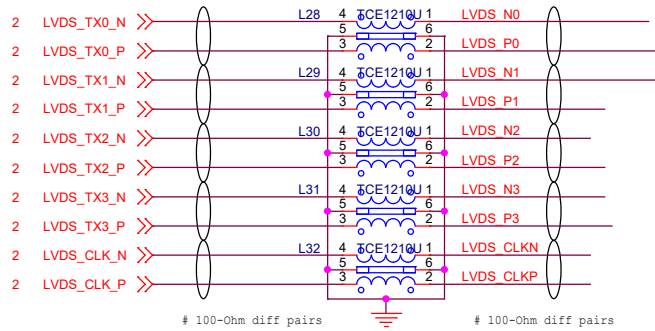 2 LVDS_TX0_N L28 4 TCE1210U 1 LVDS_N0
5 6
2 LVDS_TX0_P 3 2 LVDS_P0
2 LVDS_TX1_N L29 4 TCE1210U 1 LVDS_N1
5 6
2 LVDS_TX1_P 3 2 LVDS_P1
2 LVDS_TX2_N L30 4 TCE1210U 1 LVDS_N2
5 6
2 LVDS_TX2_P 3 2 LVDS_P2
2 LVDS_TX3_N L31 4 TCE1210U 1 LVDS_N3
5 6
2 LVDS_TX3_P 3 2 LVDS_P3
2 LVDS_CLK_N L32 4 TCE1210U 1 LVDS_CLKN
5 6
2 LVDS_CLK_P 3 2 LVDS_CLKP
# 100-Ohm diff pairs # 100-Ohm diff pairs